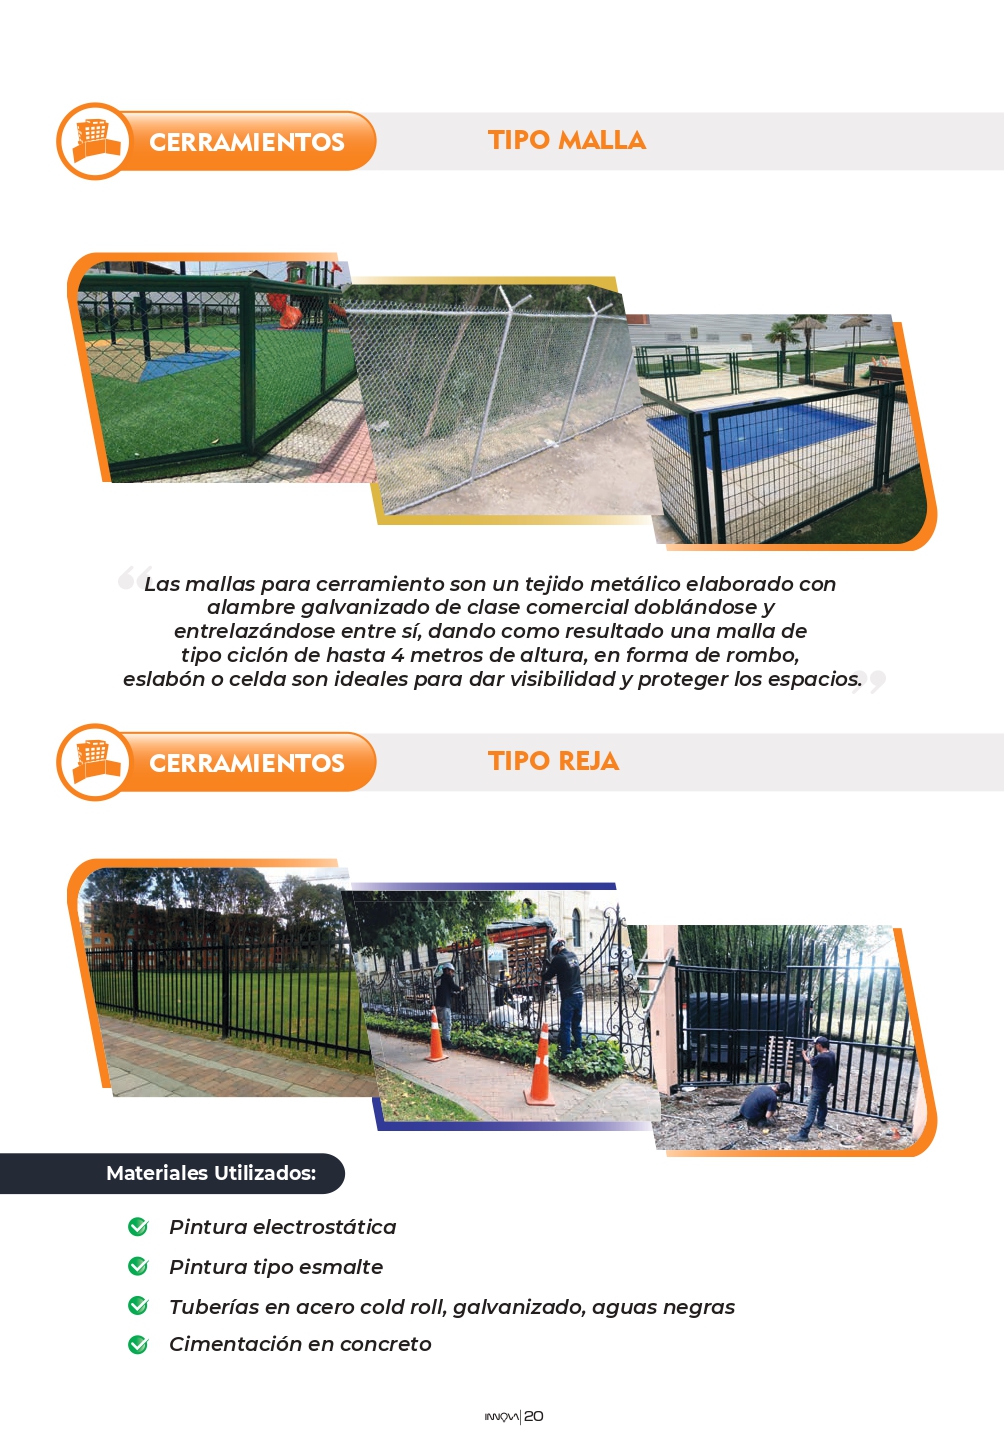 CERRAMIENTOS
TIPO MALLA
“Las mallas para cerramiento son un tejido metálico elaborado con
alambre galvanizado de clase comercial doblándose y
entrelazándose entre sí, dando como resultado una malla de
tipo ciclón de hasta 4 metros de altura, en forma de rombo,
eslabón o celda son ideales para dar visibilidad y proteger los espacios.”
CERRAMIENTOS
TIPO REJA
Materiales Utilizados:
Pintura electrostática
Pintura tipo esmalte
Tuberías en acero cold roll, galvanizado, aguas negras
Cimentación en concreto
INNOVA 20